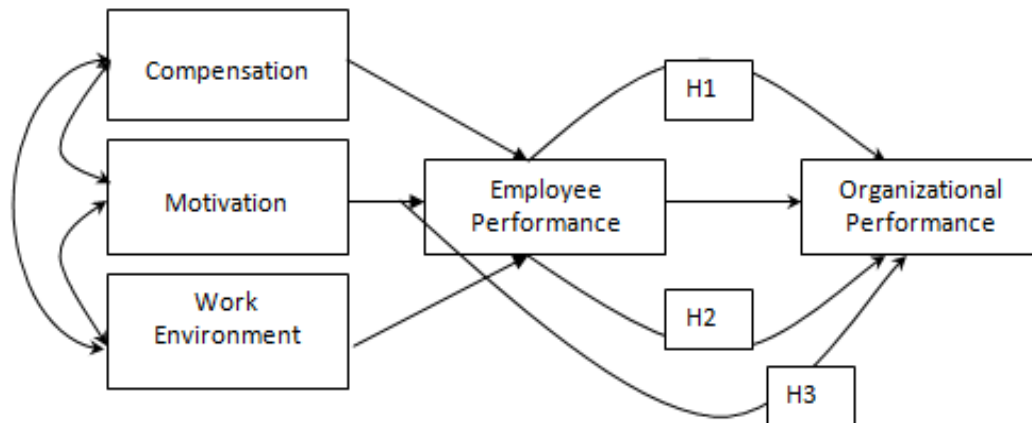 Compensation
Motivation
Work
Environment
Employee
Performance
H1
H2
H3
Organizational
Performance